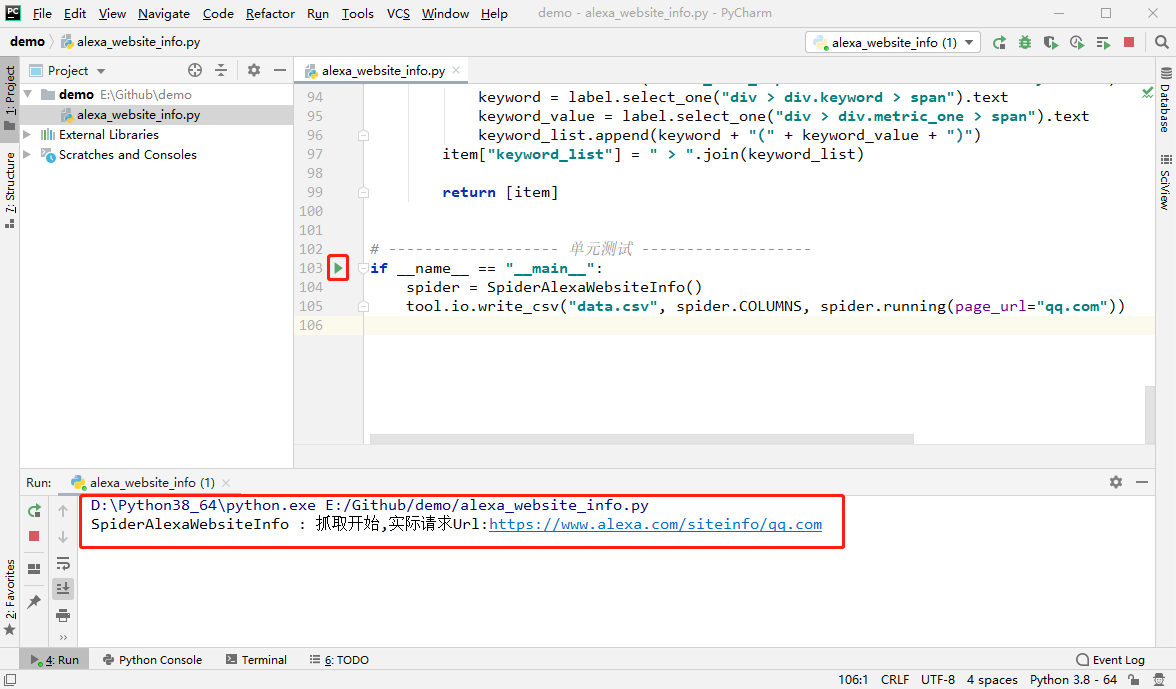 File Edit View Navigate Code Refactor Run Tools VCS Window Help demo - alexa_website_info.py - PyCharm
demo alexa_website_info.py alexa_website_info (1)
1: Project
7: Structure
2: Favorites
Project
demo E:\Github\demo
alexa_website_info.py
External Libraries
Scratches and Consoles
alexa_website_info.py
94 keyword = label.select_one("div > div.keyword > span").text
95 keyword_value = label.select_one("div > div.metric_one > span").text
96 keyword_list.append(keyword + "(" + keyword_value + ")")
97 item["keyword_list"] = " > ".join(keyword_list)
98
99 return [item]
100
101
102 # ------------------- 单元测试 -------------------
103 if __name__ == "__main__":
104 spider = SpiderAlexaWebsiteInfo()
105 tool.io.write_csv("data.csv", spider.COLUMNS, spider.running(page_url="qq.com"))
106
Database
SciView
Run: alexa_website_info (1)
D:\Python38_64\python.exe E:/Github/demo/alexa_website_info.py
SpiderAlexaWebsiteInfo : 抓取开始,实际请求Url:https://www.alexa.com/siteinfo/qq.com
4: Run Python Console Terminal 6: TODO Event Log
106:1 CRLF UTF-8 4 spaces Python 3.8 - 64